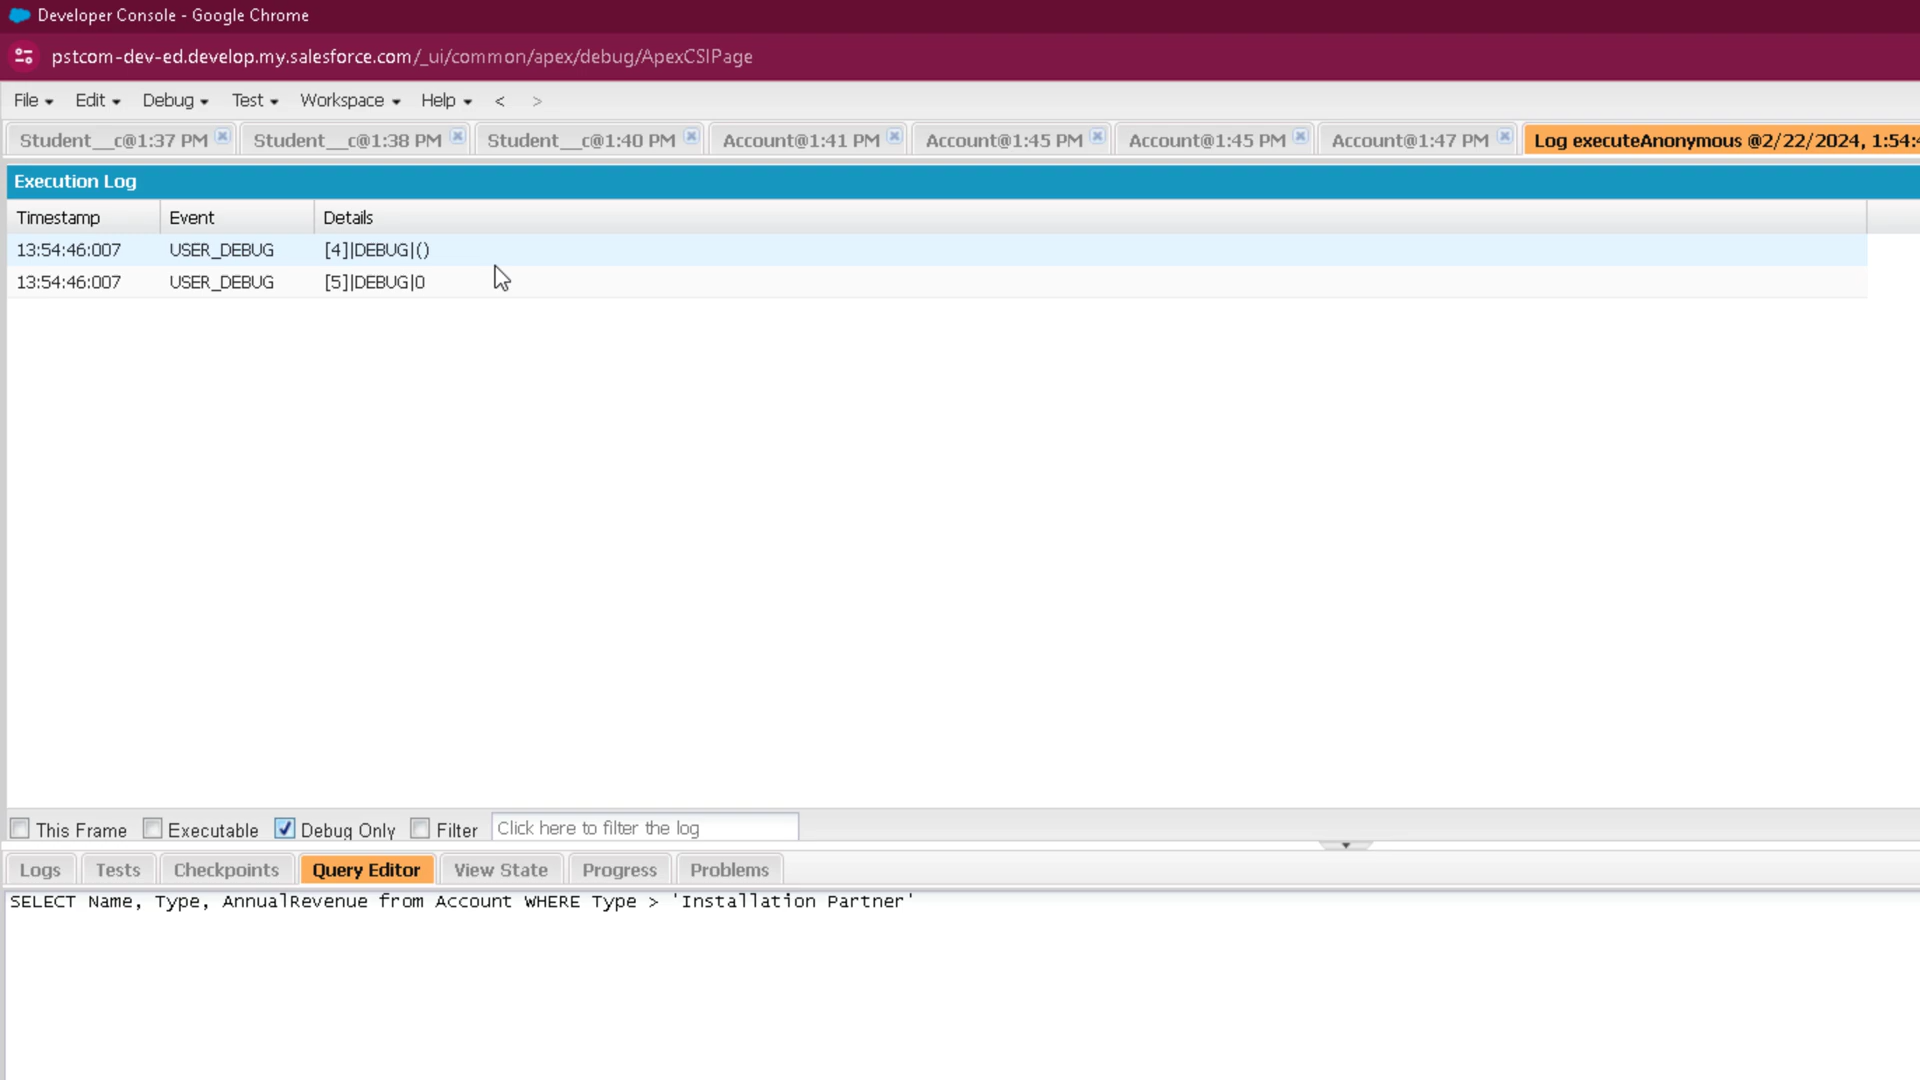 Developer Console - Google Chrome
pstcom-dev-ed.develop.my.salesforce.com/_ui/common/apex/debug/ApexCSIPage
File Edit Debug Test Workspace Help < >
Student__c@1:37 PM Student__c@1:38 PM Student__c@1:40 PM Account@1:41 PM Account@1:45 PM Account@1:45 PM Account@1:47 PM Log executeAnonymous @2/22/2024, 1:54:
Execution Log
Timestamp Event Details
13:54:46:007 USER_DEBUG [4]|DEBUG|()
13:54:46:007 USER_DEBUG [5]|DEBUG|0
This Frame Executable Debug Only Filter Click here to filter the log
Logs Tests Checkpoints Query Editor View State Progress Problems
SELECT Name, Type, AnnualRevenue from Account WHERE Type > 'Installation Partner'